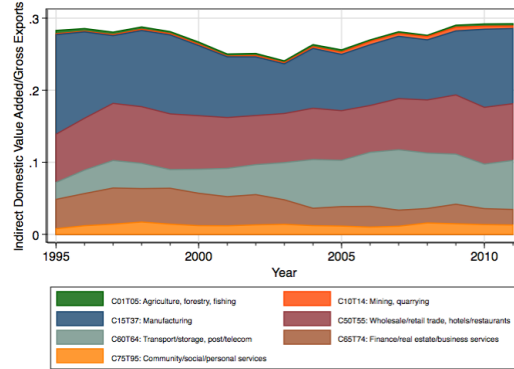 Indirect Domestic Value Added/Gross Exports
.3
.2
.1
0
1995
2000
2005
2010
Year
C01T05: Agriculture, forestry, fishing
C10T14: Mining, quarrying
C15T37: Manufacturing
C50T55: Wholesale/retail trade, hotels/restaurants
C60T64: Transport/storage, post/telecom
C65T74: Finance/real estate/business services
C75T95: Community/social/personal services